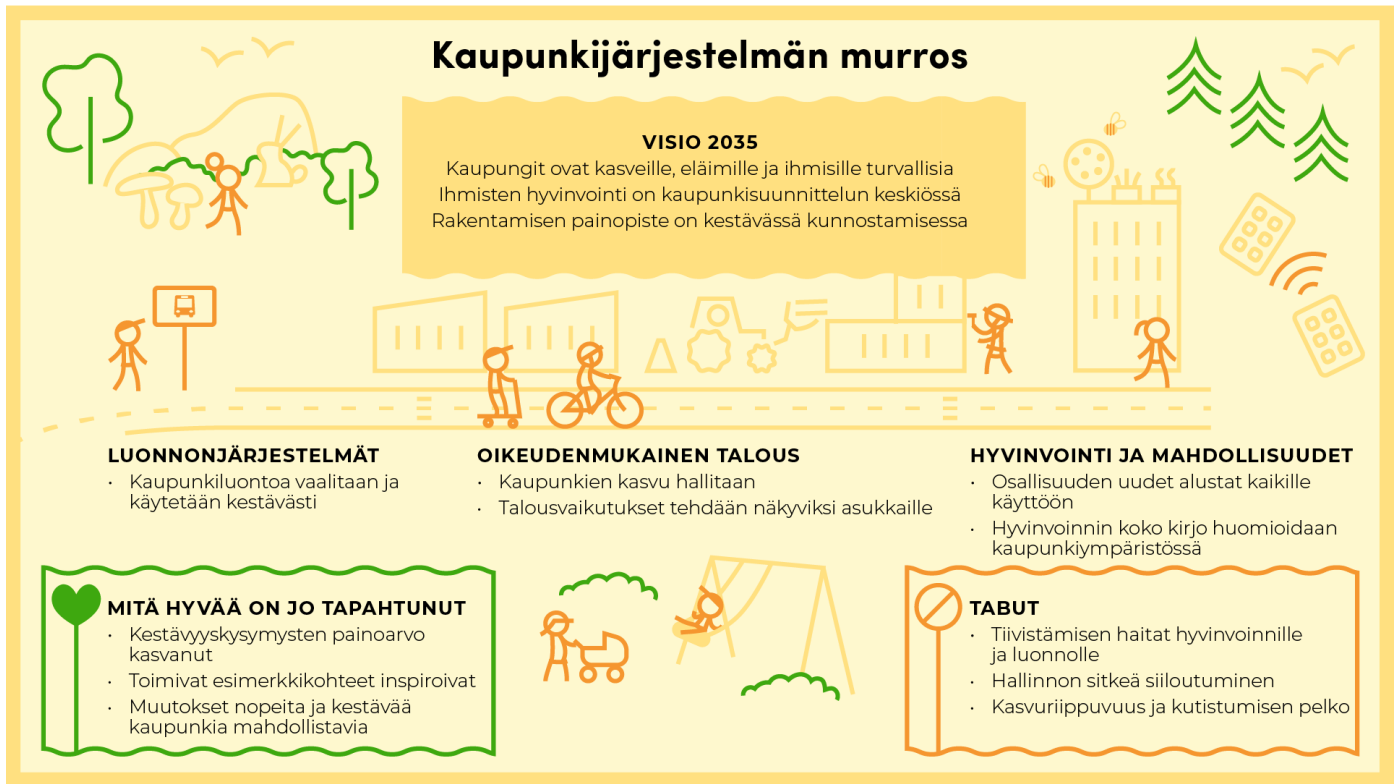 Kaupunkijärjestelmän murros
VISIO 2035
Kaupungit ovat kasveille, eläimille ja ihmisille turvallisia
Ihmisten hyvinvointi on kaupunkisuunnittelun keskiössä
Rakentamisen painopiste on kestävässä kunnostamisessa
LUONNONJÄRJESTELMÄT
• Kaupunkiluontoa vaalitaan ja
käytetään kestävästi
OIKEUDENMUKAINEN TALOUS
• Kaupunkien kasvu hallitaan
• Talousvaikutukset tehdään näkyviksi asukkaille
HYVINVOINTI JA MAHDOLLISUUDET
• Osallisuuden uudet alustat kaikille
käyttöön
• Hyvinvoinnin koko kirjo huomioidaan
kaupunkiympäristössä
MITÄ HYVÄÄ ON JO TAPAHTUNUT
• Kestävyyskysymysten painoarvo
kasvanut
• Toimivat esimerkkikohteet inspiroivat
• Muutokset nopeita ja kestävää
kaupunkia mahdollistavia
TABUT
• Tiivistämisen haitat hyvinvoinnille
ja luonnolle
• Hallinnon sitkeä siiloutuminen
• Kasvuriippuvuus ja kutistumisen pelko